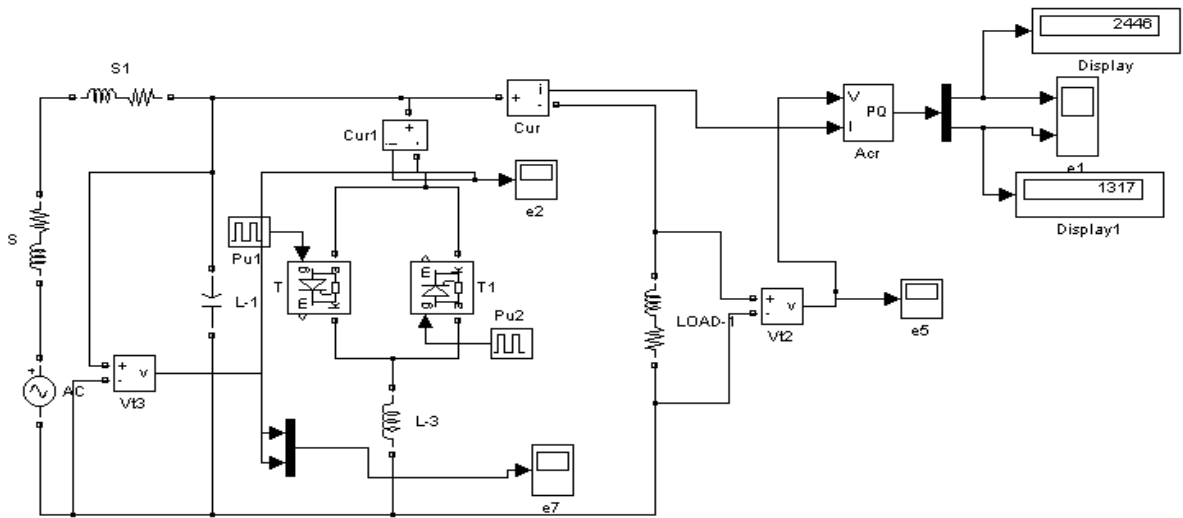 2446
Display
S1
i
+
-
Cur
V
I
PQ
Acr
+
-
Cur1
e1
1317
Display1
e2
S
Pu1
g
m
a
k
T
m
g
k
a
T1
L-1
Pu2
LOAD-1
+
-
v
Vt2
e5
+
AC
+
-
v
Vt3
L-3
e7